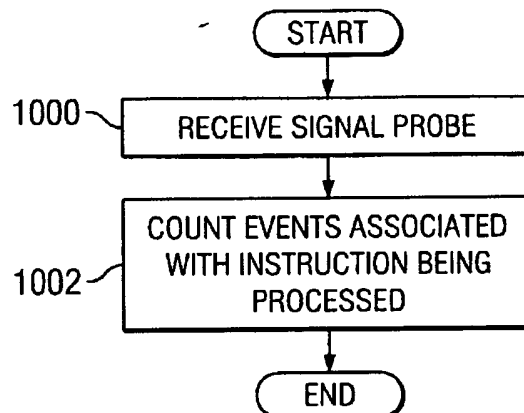 START
1000
RECEIVE SIGNAL PROBE
1002
COUNT EVENTS ASSOCIATED
WITH INSTRUCTION BEING
PROCESSED
END